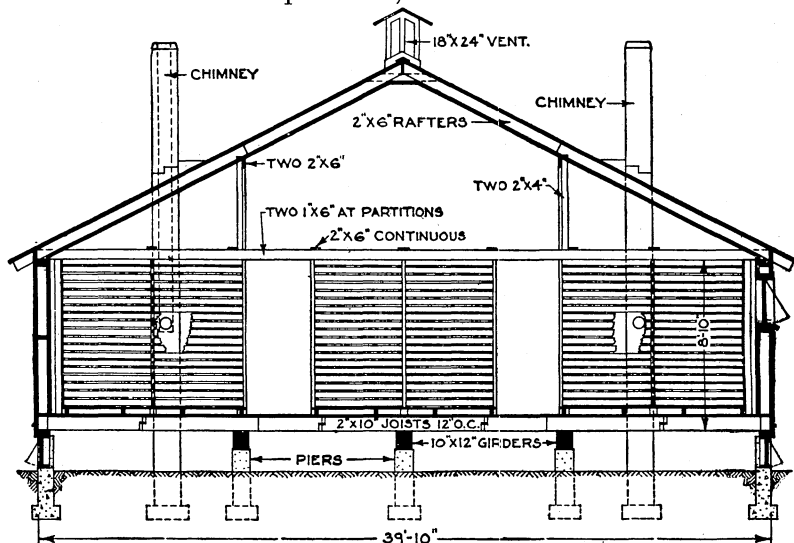 18"X24" VENT.
CHIMNEY
CHIMNEY
2"X6" RAFTERS
TWO 2"X6"
TWO 2"X4"
TWO 1"X6" AT PARTITIONS
2"X6" CONTINUOUS
8'-10"
2"X10" JOISTS 12" O.C.
10"X12" GIRDERS
PIERS
39'-10"